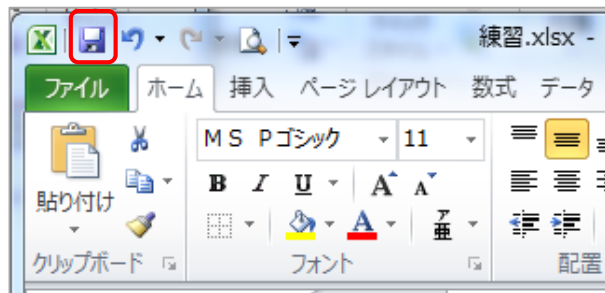 練習.xlsx -
ファイル ホーム 挿入 ページ レイアウト 数式 データ
ＭＳ Ｐゴシック 11
貼り付け
B I U A A ア亜
クリップボード フォント 配置